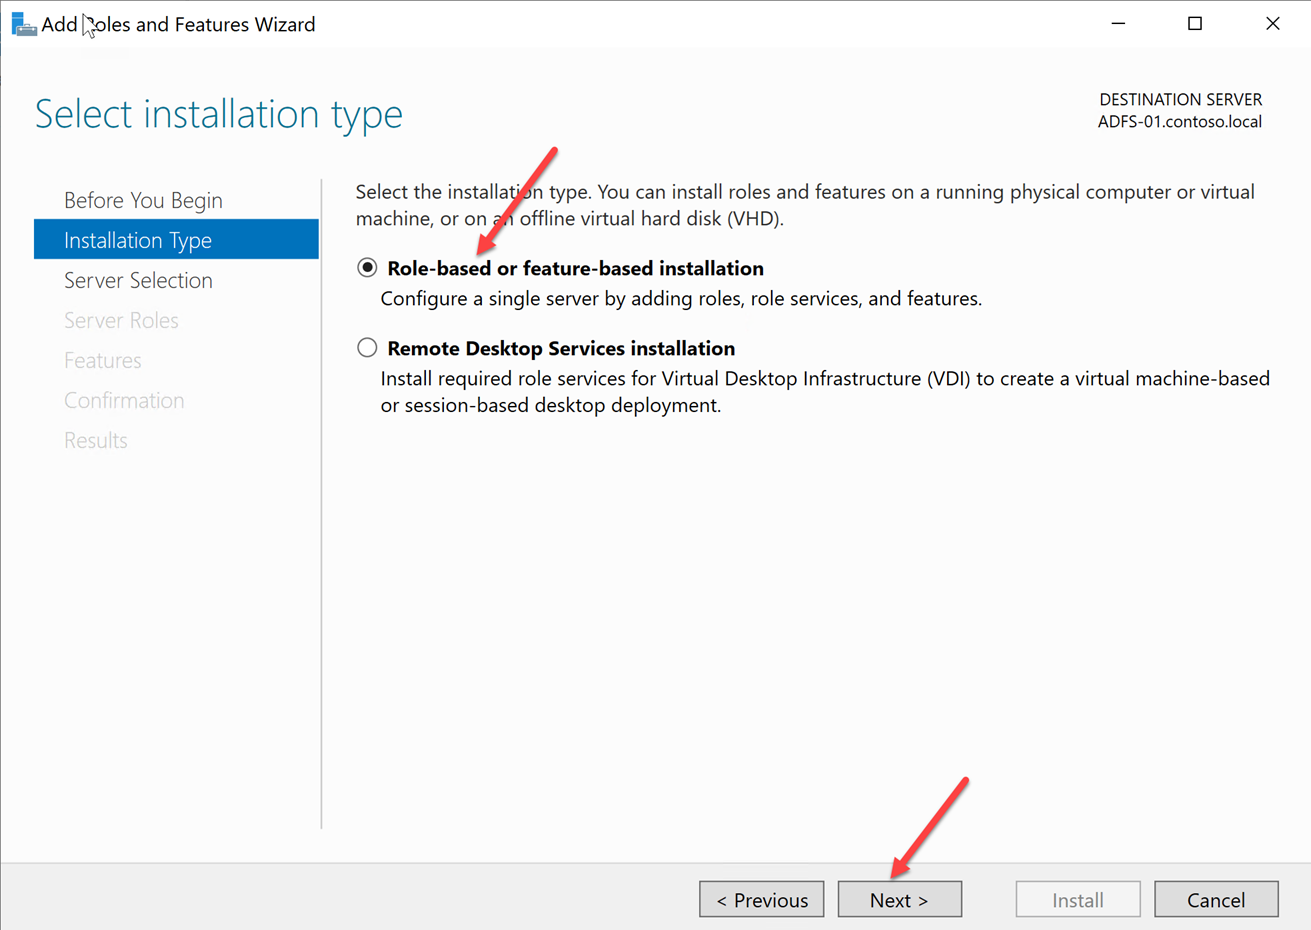 Add Roles and Features Wizard
Select installation type
DESTINATION SERVER
ADFS-01.contoso.local
Before You Begin
Installation Type
Server Selection
Server Roles
Features
Confirmation
Results
Select the installation type. You can install roles and features on a running physical computer or virtual
machine, or on an offline virtual hard disk (VHD).
Role-based or feature-based installation
Configure a single server by adding roles, role services, and features.
Remote Desktop Services installation
Install required role services for Virtual Desktop Infrastructure (VDI) to create a virtual machine-based
or session-based desktop deployment.
< Previous
Next >
Install
Cancel